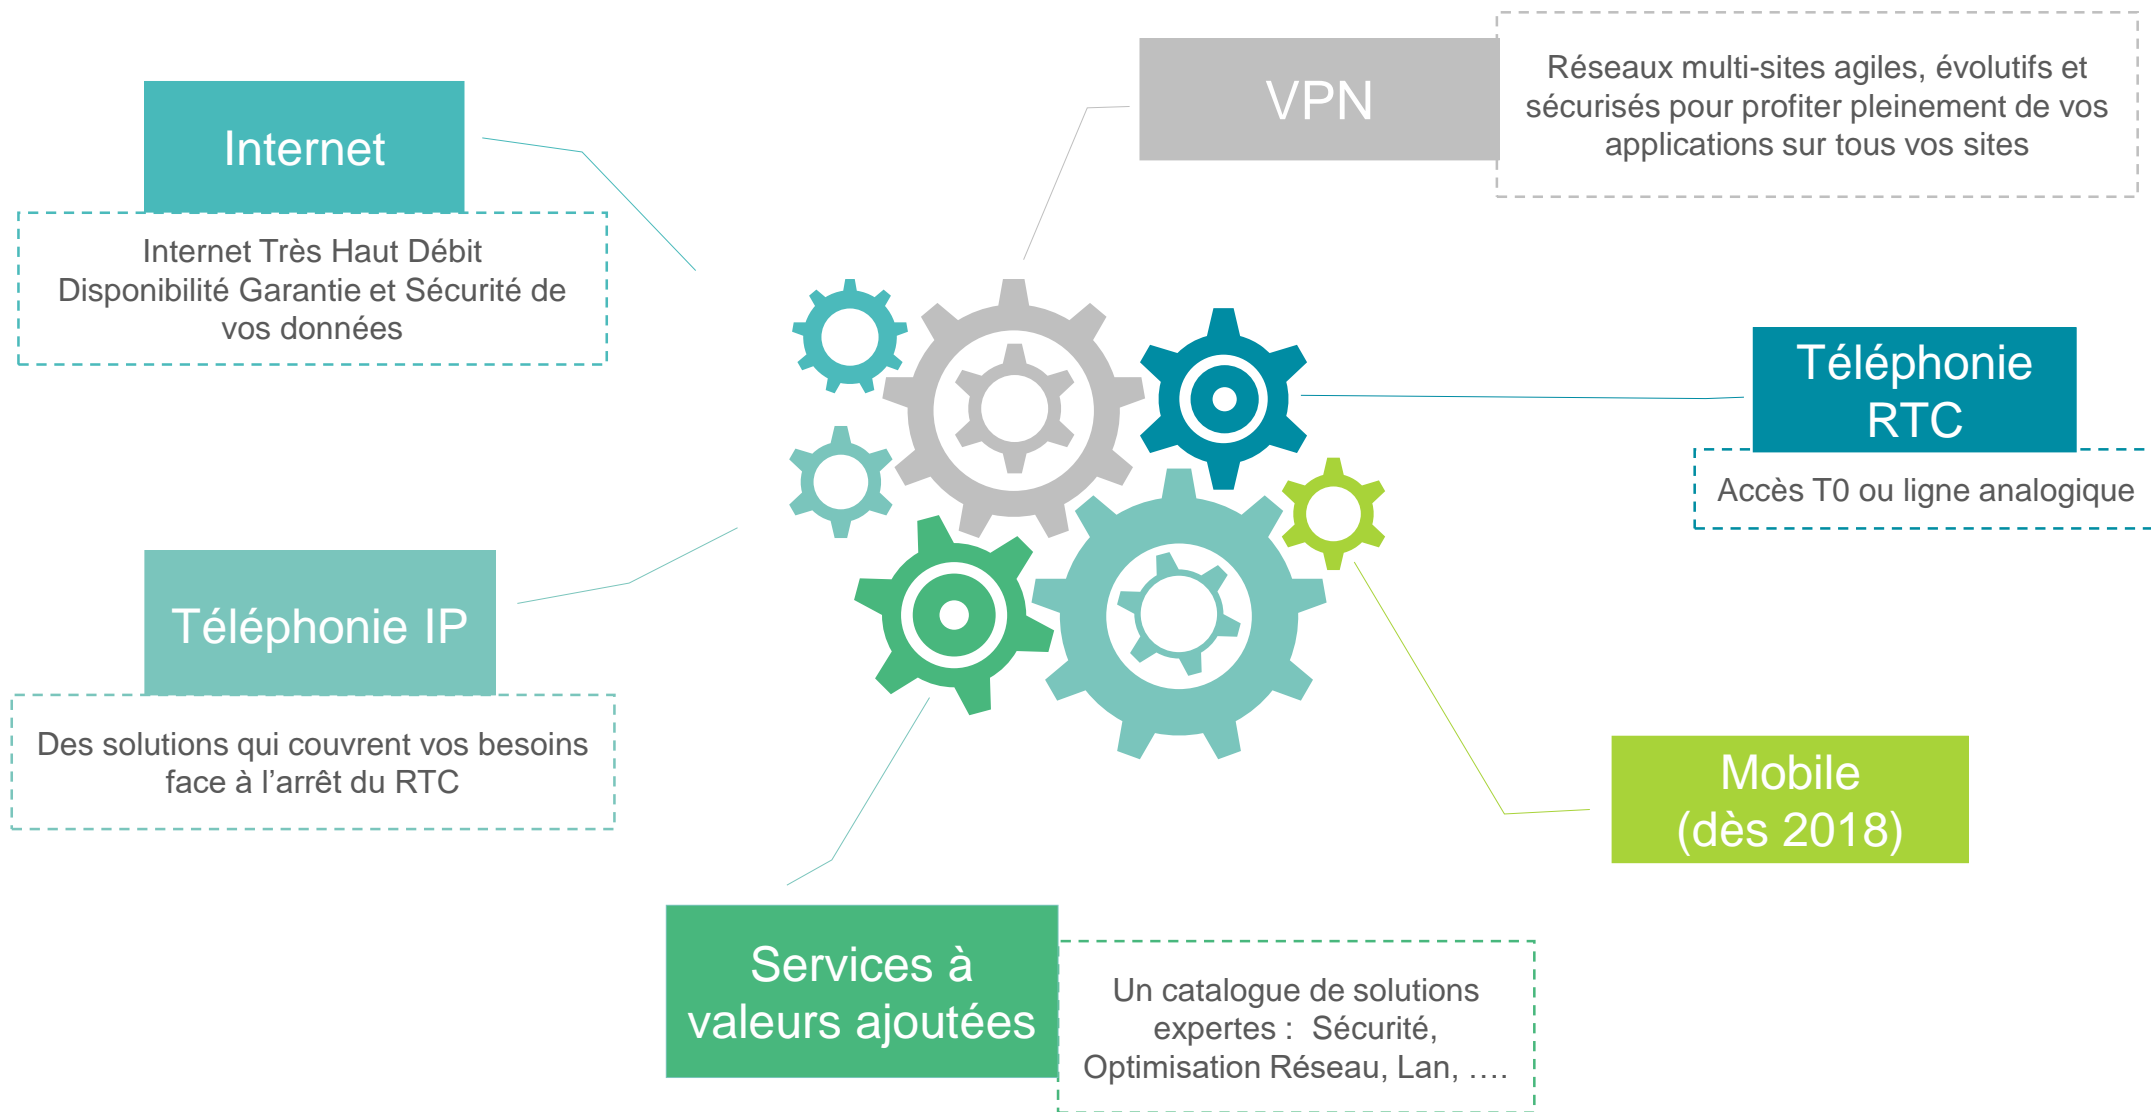 Internet
Internet Très Haut Débit
Disponibilité Garantie et Sécurité de
vos données
VPN
Réseaux multi-sites agiles, évolutifs et
sécurisés pour profiter pleinement de vos
applications sur tous vos sites
Téléphonie
RTC
Accès T0 ou ligne analogique
Téléphonie IP
Des solutions qui couvrent vos besoins
face à l’arrêt du RTC
Mobile
(dès 2018)
Services à
valeurs ajoutées
Un catalogue de solutions
expertes :  Sécurité,
Optimisation Réseau, Lan, ….